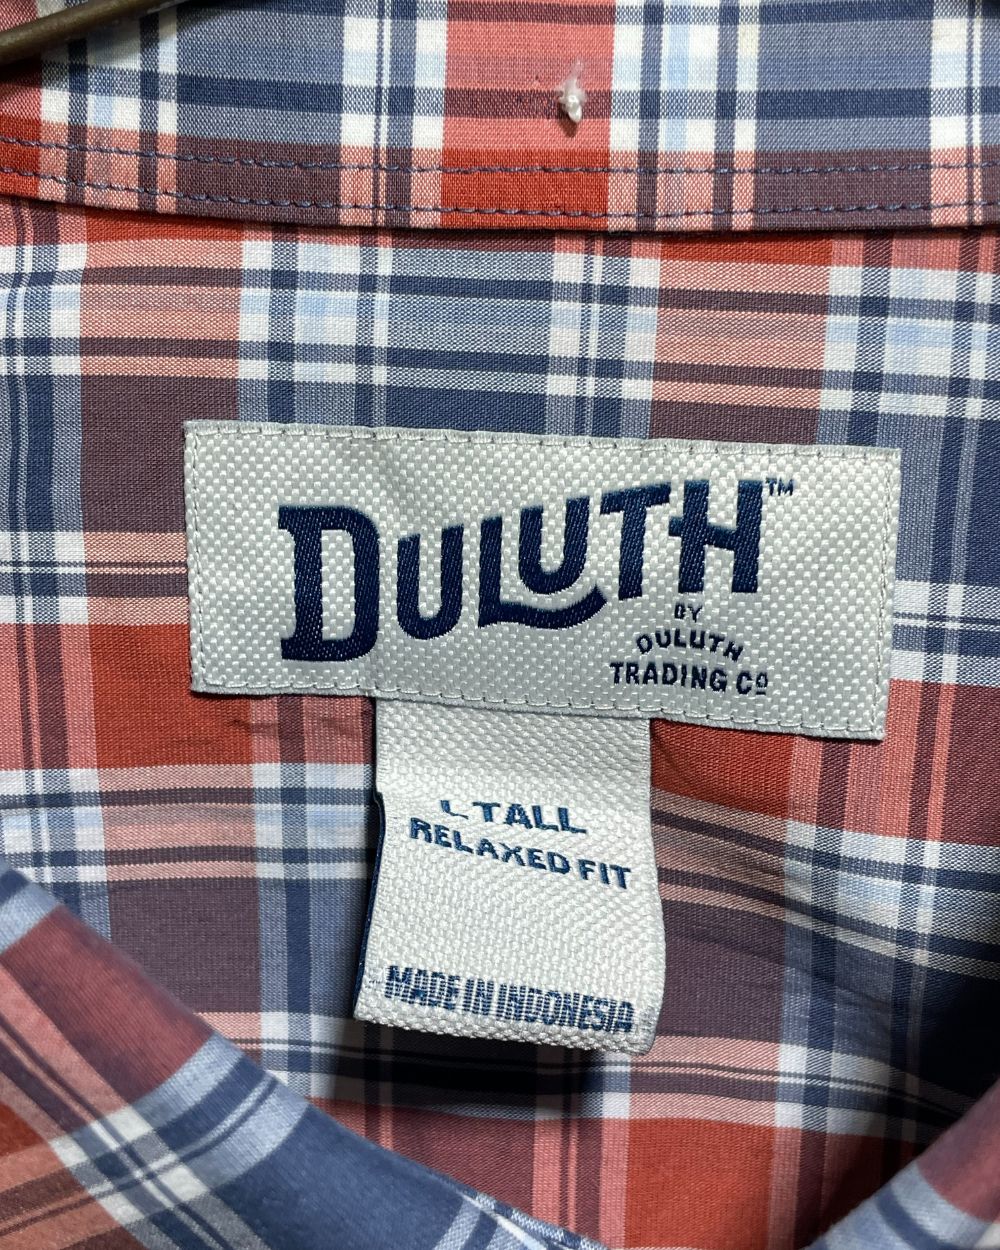 DULUTH™
BY
DULUTH
TRADING Cº
L TALL
RELAXED FIT
MADE IN INDONESIA